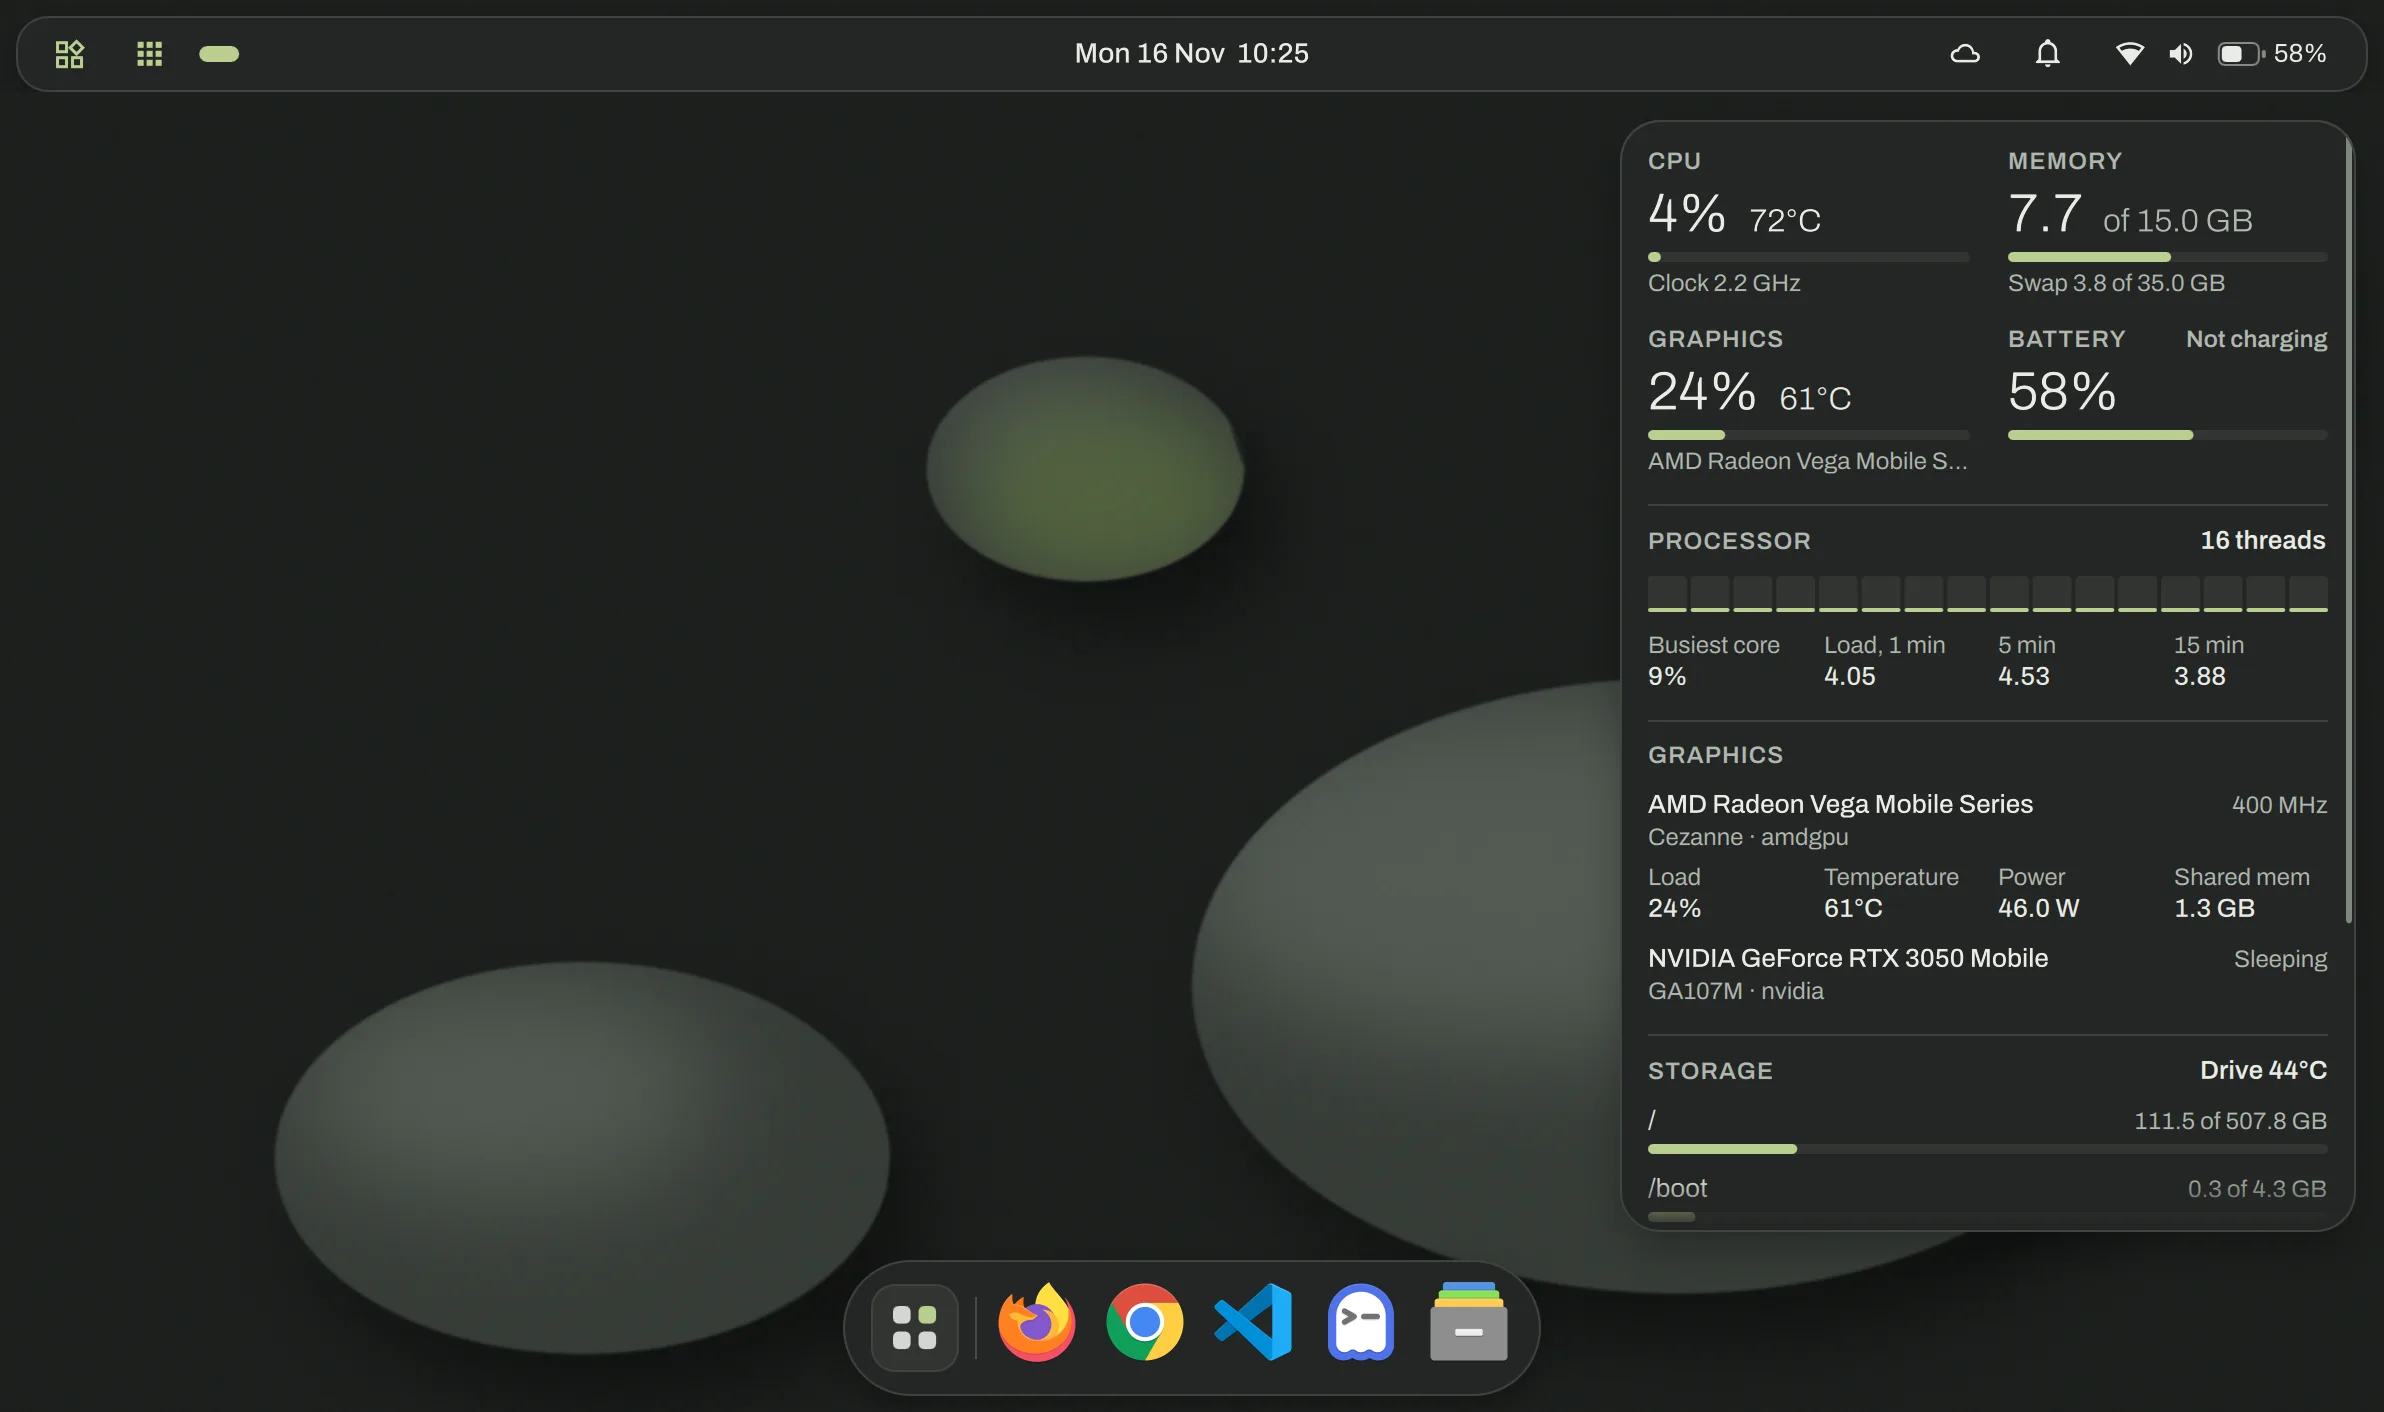 Mon 16 Nov 10:25
58%
CPU
4% 72°C
Clock 2.2 GHz
MEMORY
7.7 of 15.0 GB
Swap 3.8 of 35.0 GB
GRAPHICS
24% 61°C
AMD Radeon Vega Mobile S...
BATTERY Not charging
58%
PROCESSOR 16 threads
Busiest core Load, 1 min 5 min 15 min
9% 4.05 4.53 3.88
GRAPHICS
AMD Radeon Vega Mobile Series 400 MHz
Cezanne · amdgpu
Load Temperature Power Shared mem
24% 61°C 46.0 W 1.3 GB
NVIDIA GeForce RTX 3050 Mobile Sleeping
GA107M · nvidia
STORAGE Drive 44°C
/ 111.5 of 507.8 GB
/boot 0.3 of 4.3 GB